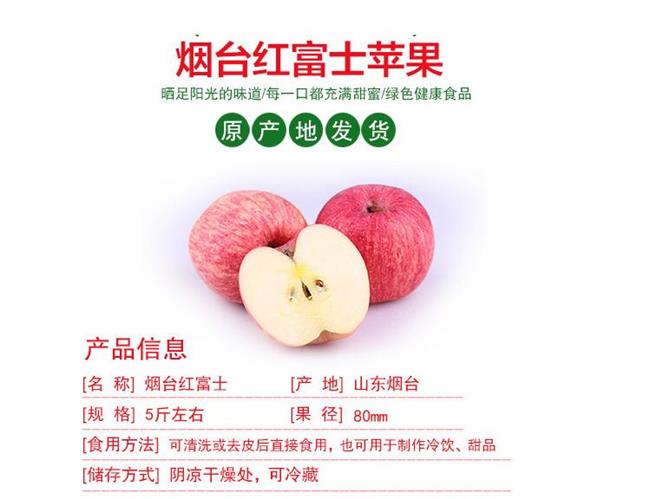 烟台红富士苹果
晒足阳光的味道/每一口都充满甜蜜/绿色健康食品
原产地发货
产品信息
[名 称] 烟台红富士 [产 地] 山东烟台
[规 格] 5斤左右 [果 径] 80mm
[食用方法] 可清洗或去皮后直接食用，也可用于制作冷饮、甜品
[储存方式] 阴凉干燥处，可冷藏